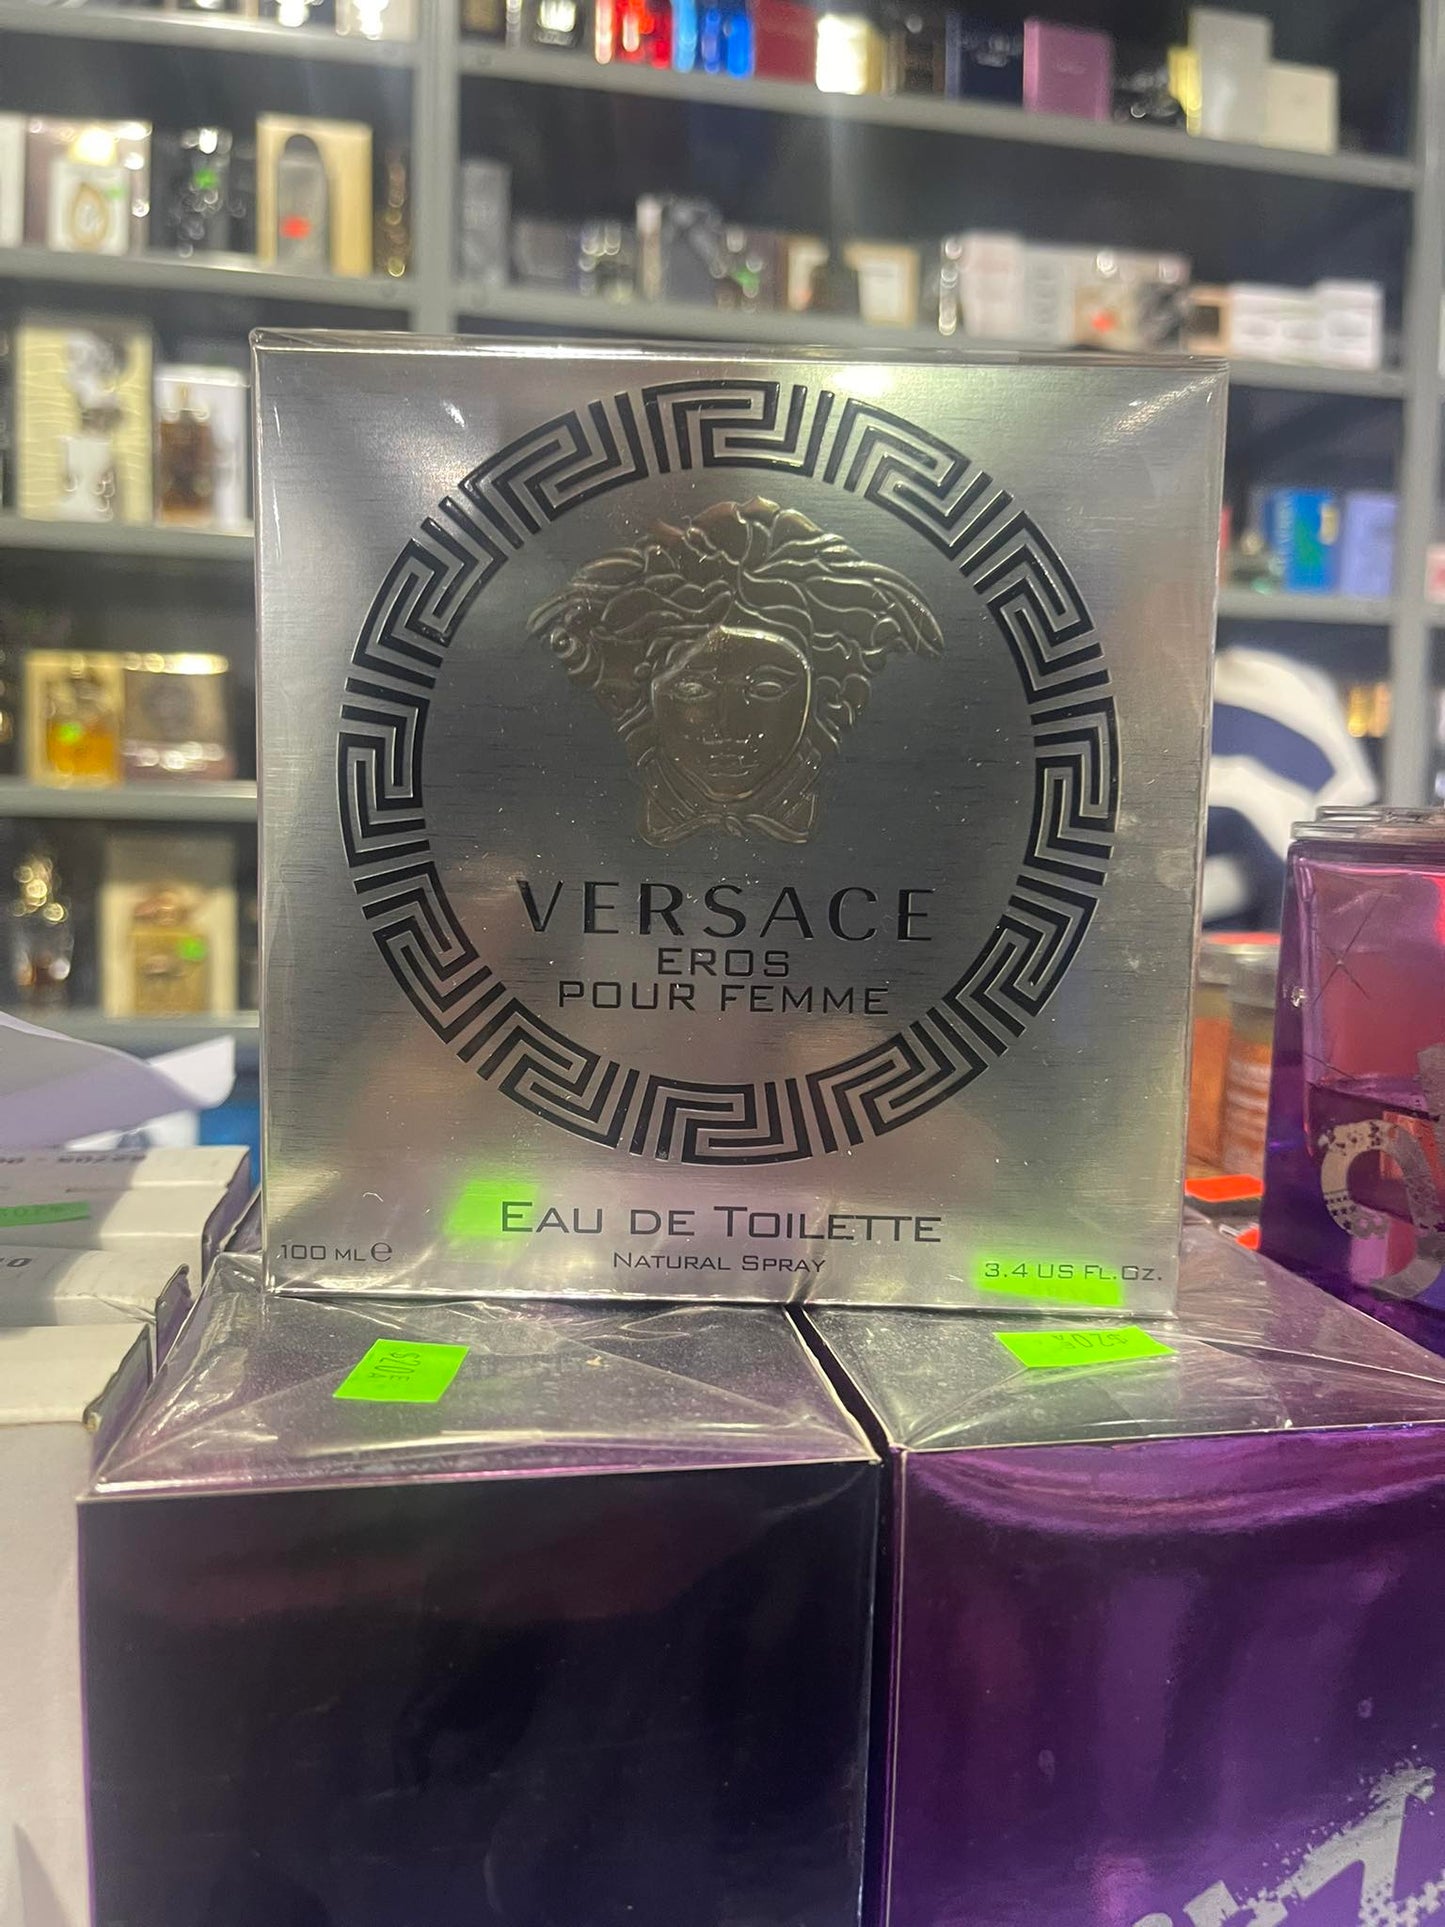 VERSACE
EROS
POUR FEMME
EAU DE TOILETTE
NATURAL SPRAY
100 ML e
3.4 US FL.OZ.